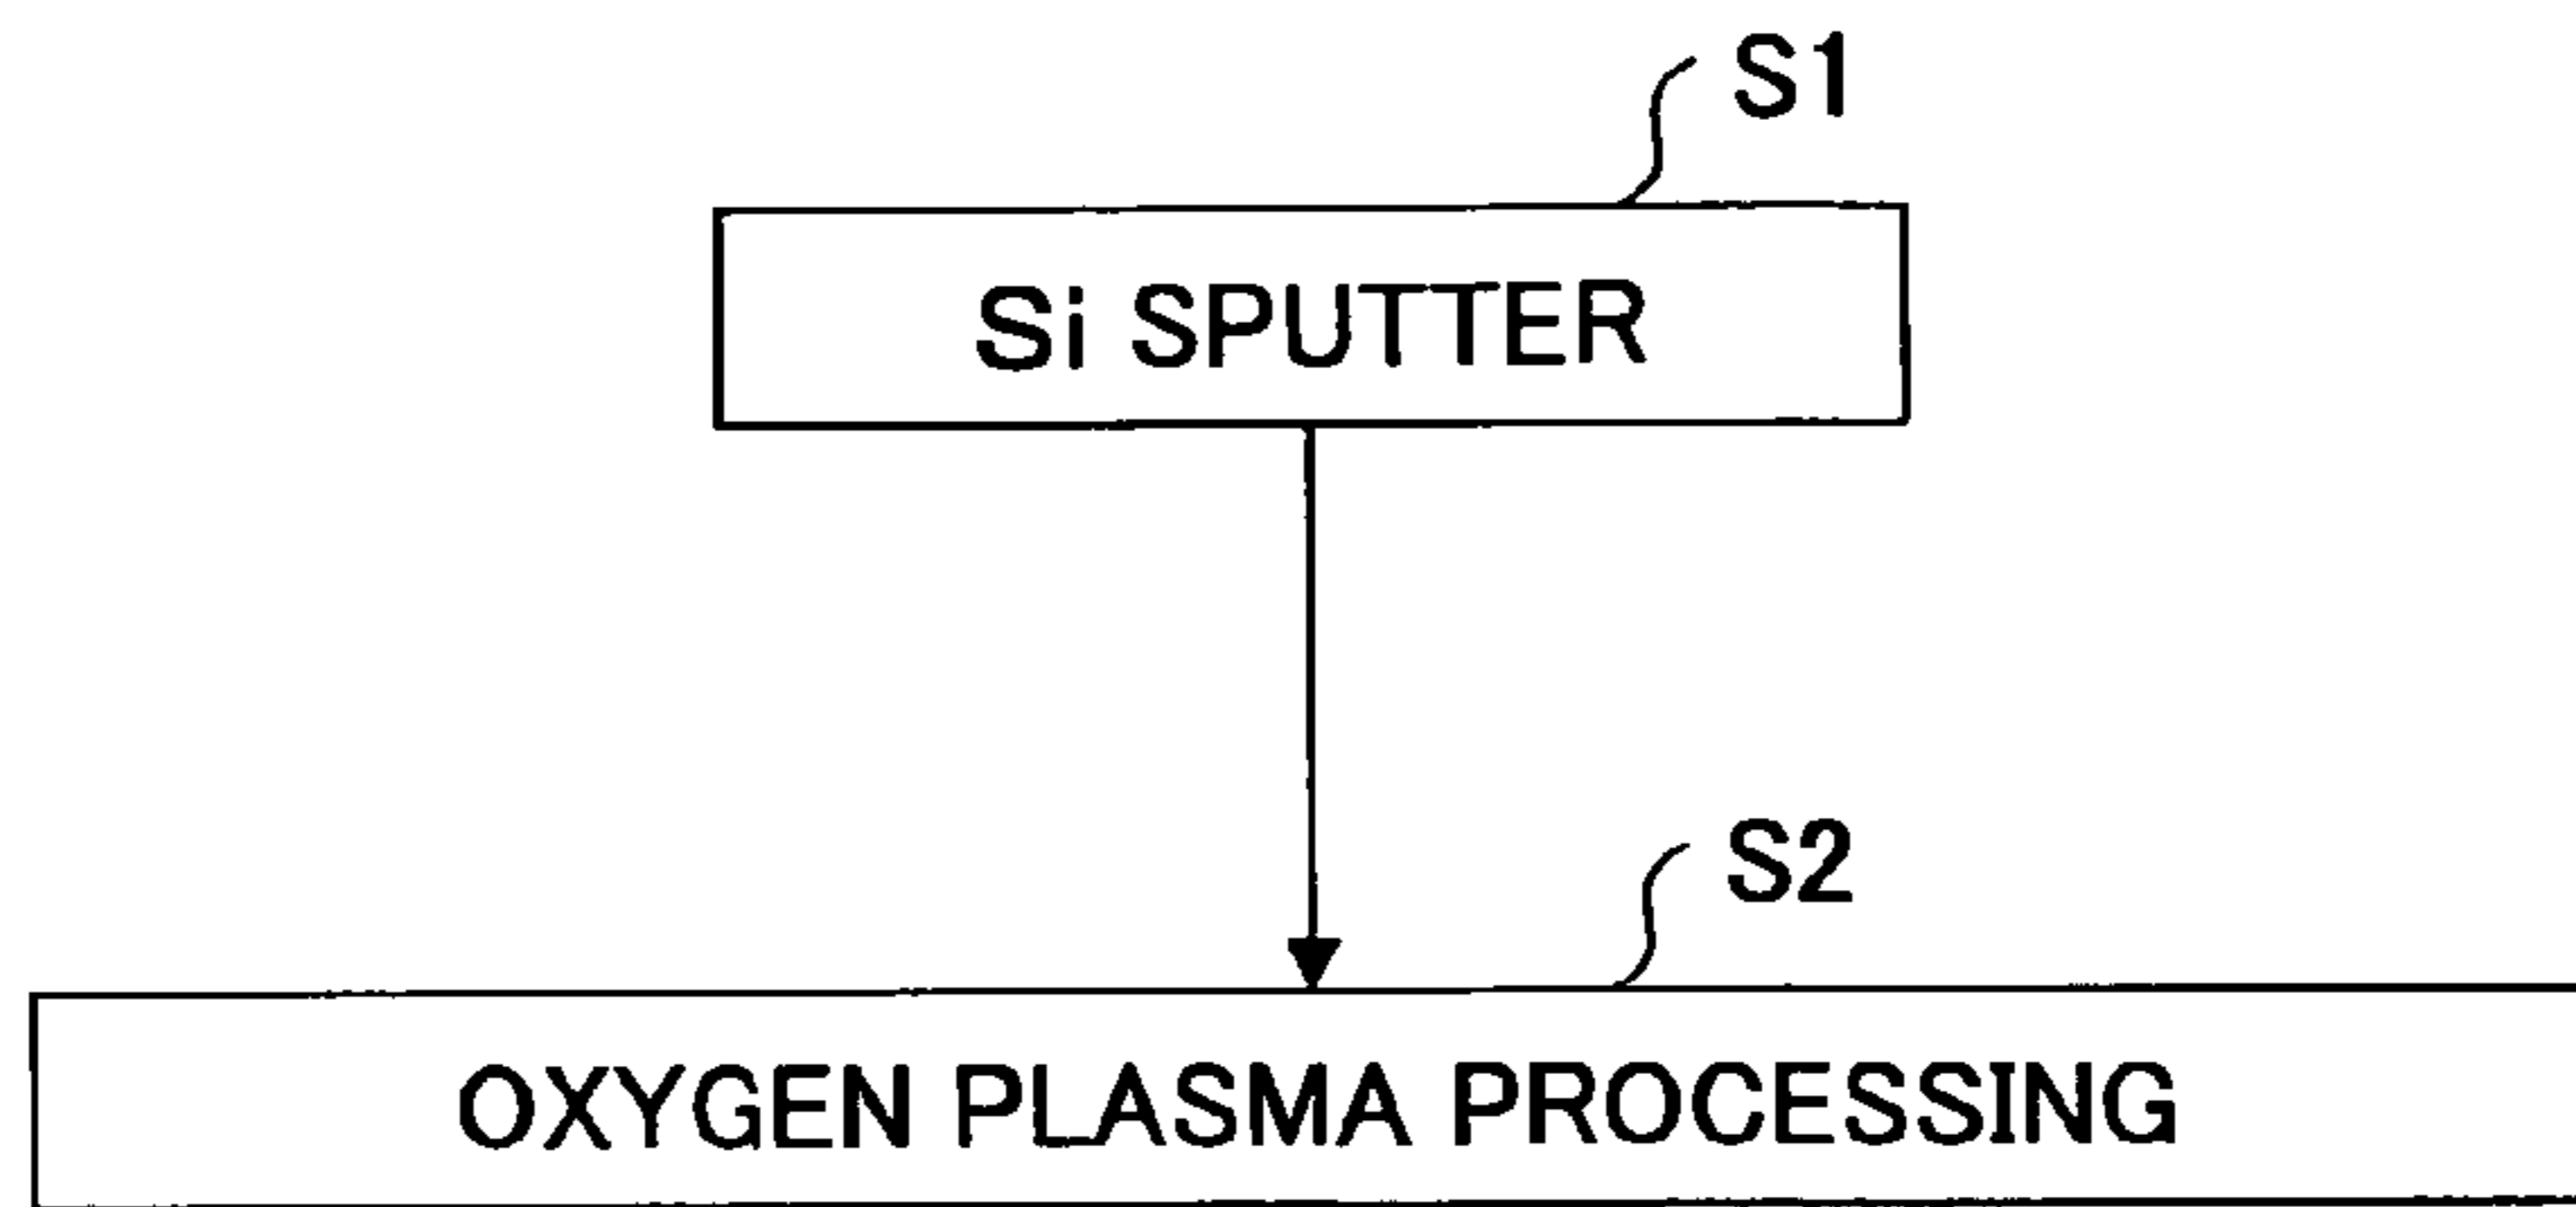 S1
Si SPUTTER
S2
OXYGEN PLASMA PROCESSING